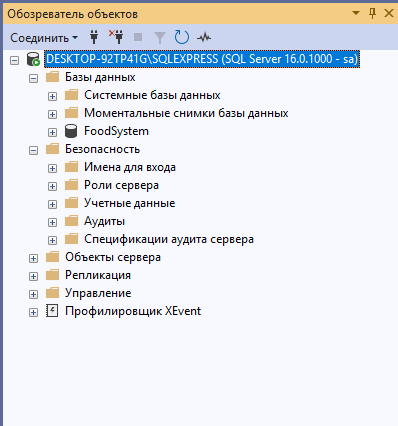 Обозреватель объектов
Соединить
DESKTOP-92TP41G\SQLEXPRESS (SQL Server 16.0.1000 - sa)
Базы данных
Системные базы данных
Моментальные снимки базы данных
FoodSystem
Безопасность
Имена для входа
Роли сервера
Учетные данные
Аудиты
Спецификации аудита сервера
Объекты сервера
Репликация
Управление
Профилировщик XEvent